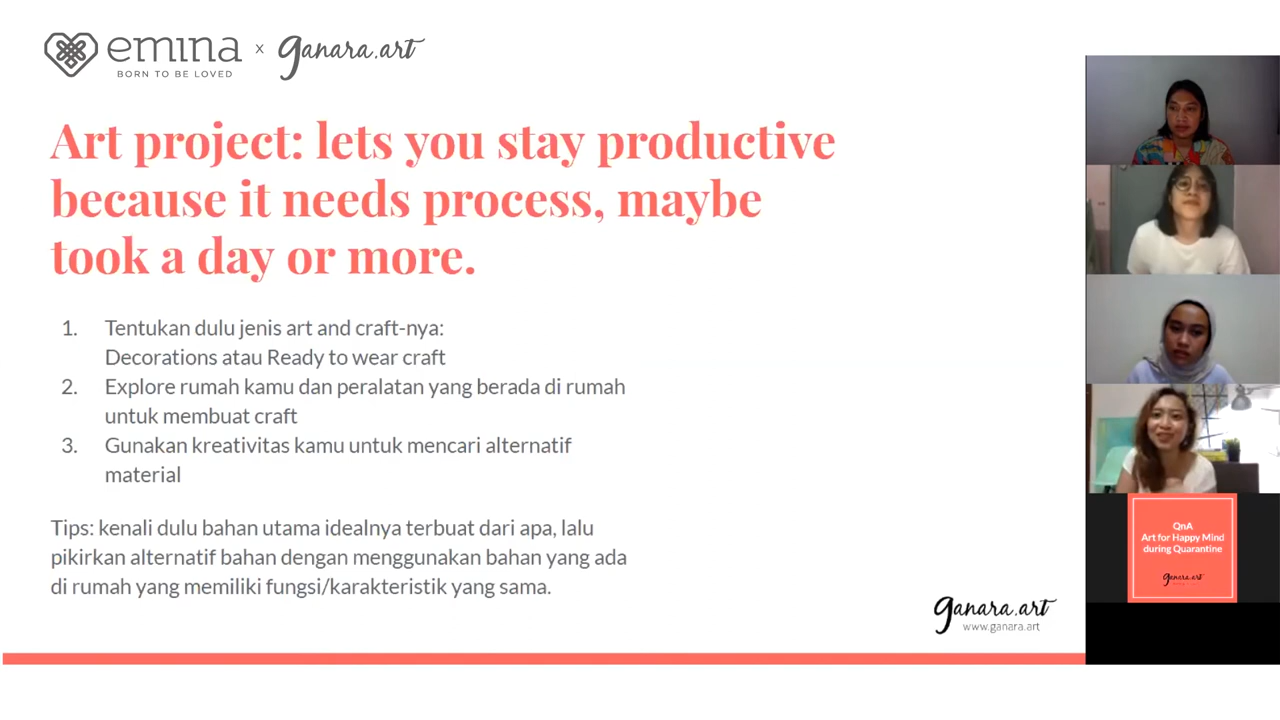 emina x ganara.art
BORN TO BE LOVED
Art project: lets you stay productive
because it needs process, maybe
took a day or more.
1. Tentukan dulu jenis art and craft-nya:
Decorations atau Ready to wear craft
2. Explore rumah kamu dan peralatan yang berada di rumah
untuk membuat craft
3. Gunakan kreativitas kamu untuk mencari alternatif
material
Tips: kenali dulu bahan utama idealnya terbuat dari apa, lalu
pikirkan alternatif bahan dengan menggunakan bahan yang ada
di rumah yang memiliki fungsi/karakteristik yang sama.
ganara.art
www.ganara.art
QnA
Art for Happy Mind
during Quarantine
ganara.art